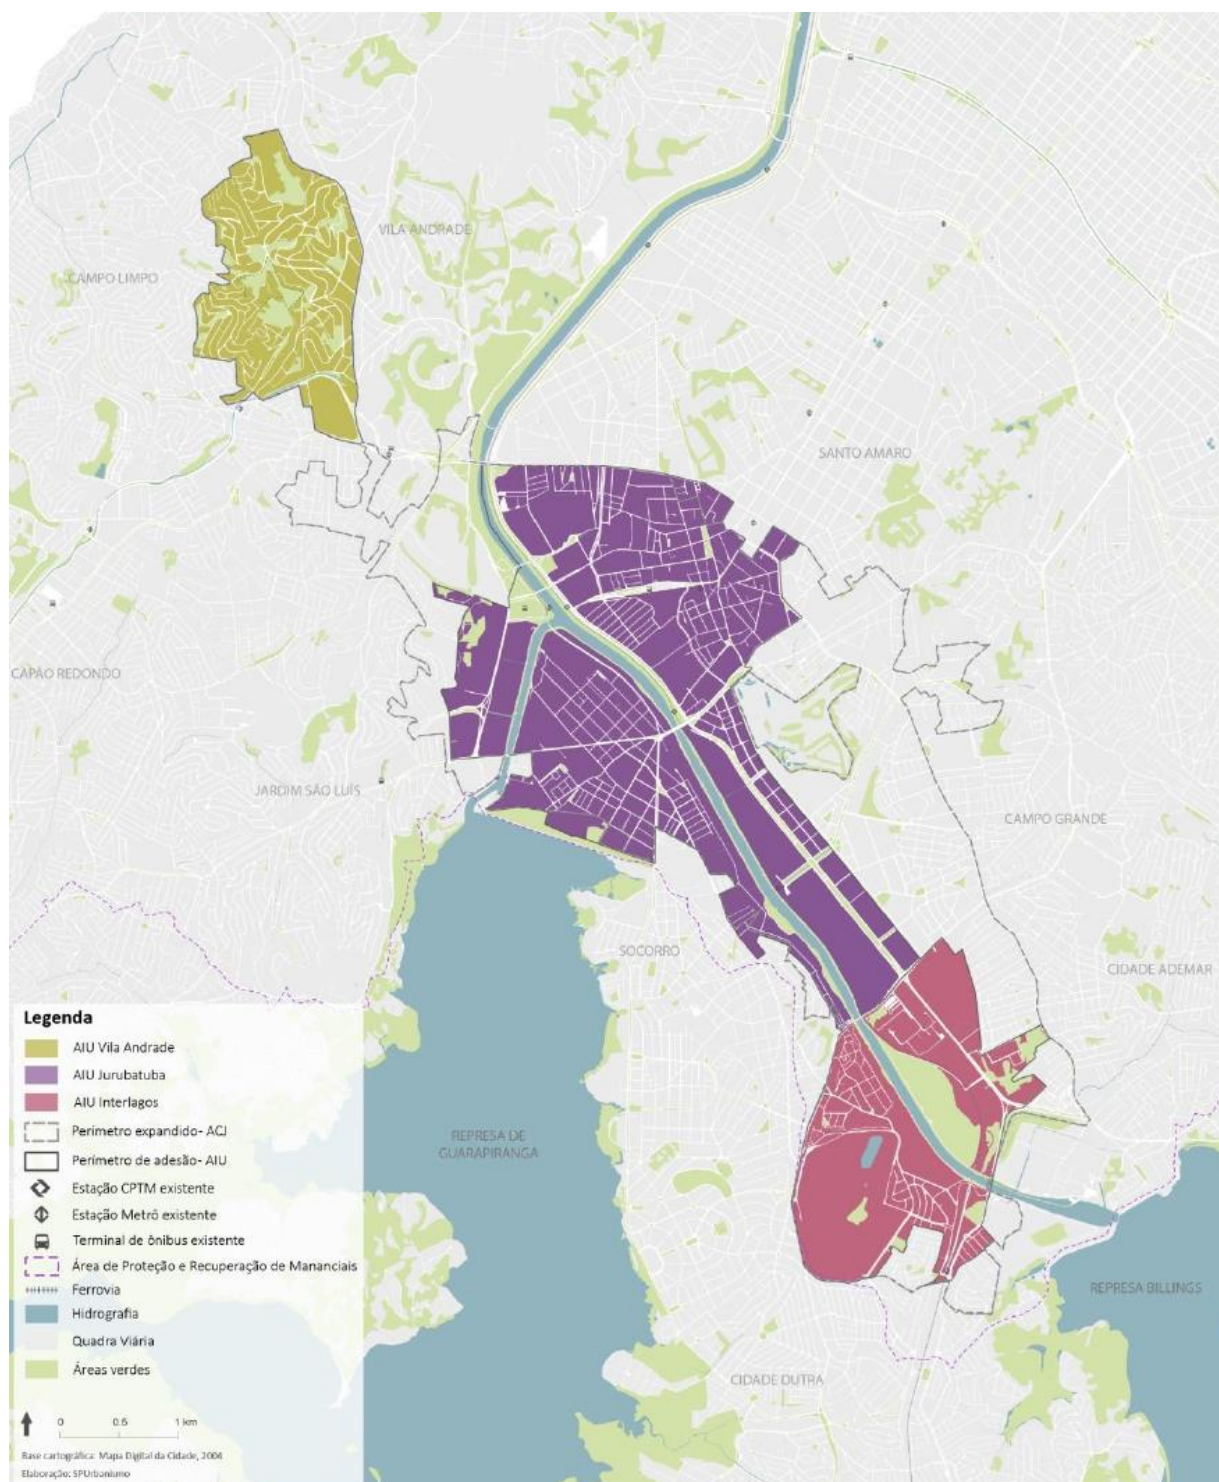 VILA ANDRADE
CAMPO LIMPO
SANTO AMARO
CAPÃO REDONDO
JARDIM SÃO LUÍS
CAMPO GRANDE
SOCORRO
CIDADE ADEMAR
REPRESA DE
GUARAPIRANGA
REPRESA BILLINGS
CIDADE DUTRA
Legenda
AIU Vila Andrade
AIU Jurubatuba
AIU Interlagos
Perímetro expandido- ACJ
Perímetro de adesão- AIU
Estação CPTM existente
Estação Metrô existente
Terminal de ônibus existente
Área de Proteção e Recuperação de Mananciais
Ferrovia
Hidrografia
Quadra Viária
Áreas verdes
0 0.5 1 km
Base cartográfica: Mapa Digital da Cidade, 2004
Elaboração: SPUrbanismo